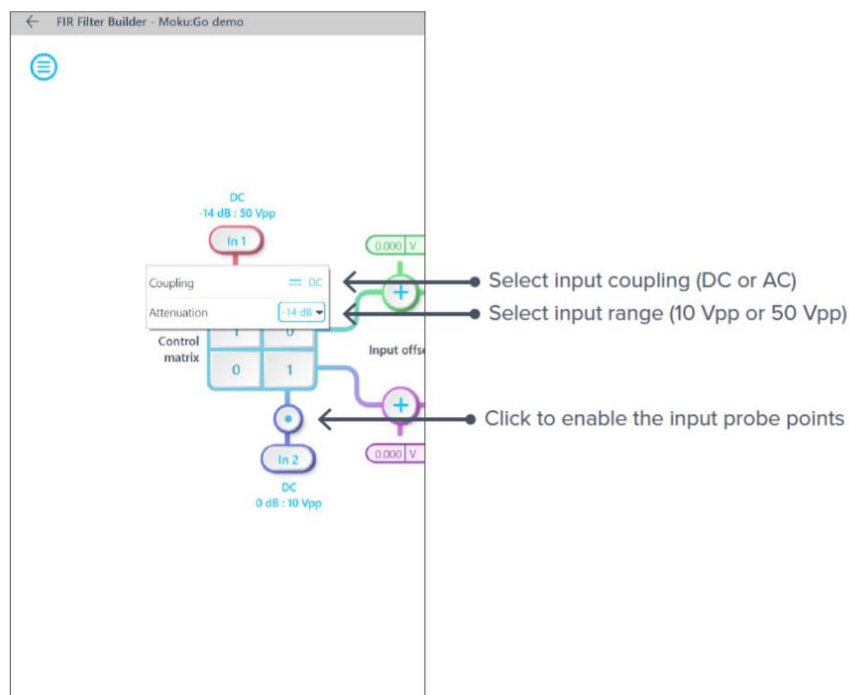 FIR Filter Builder - Moku:Go demo
DC
-14 dB : 50 Vpp
In 1
0.000 V
Coupling DC
Select input coupling (DC or AC)
Attenuation -14 dB
Select input range (10 Vpp or 50 Vpp)
Control
matrix
1 0
Input offs
0 1
Click to enable the input probe points
In 2
0.000 V
DC
0 dB : 10 Vpp